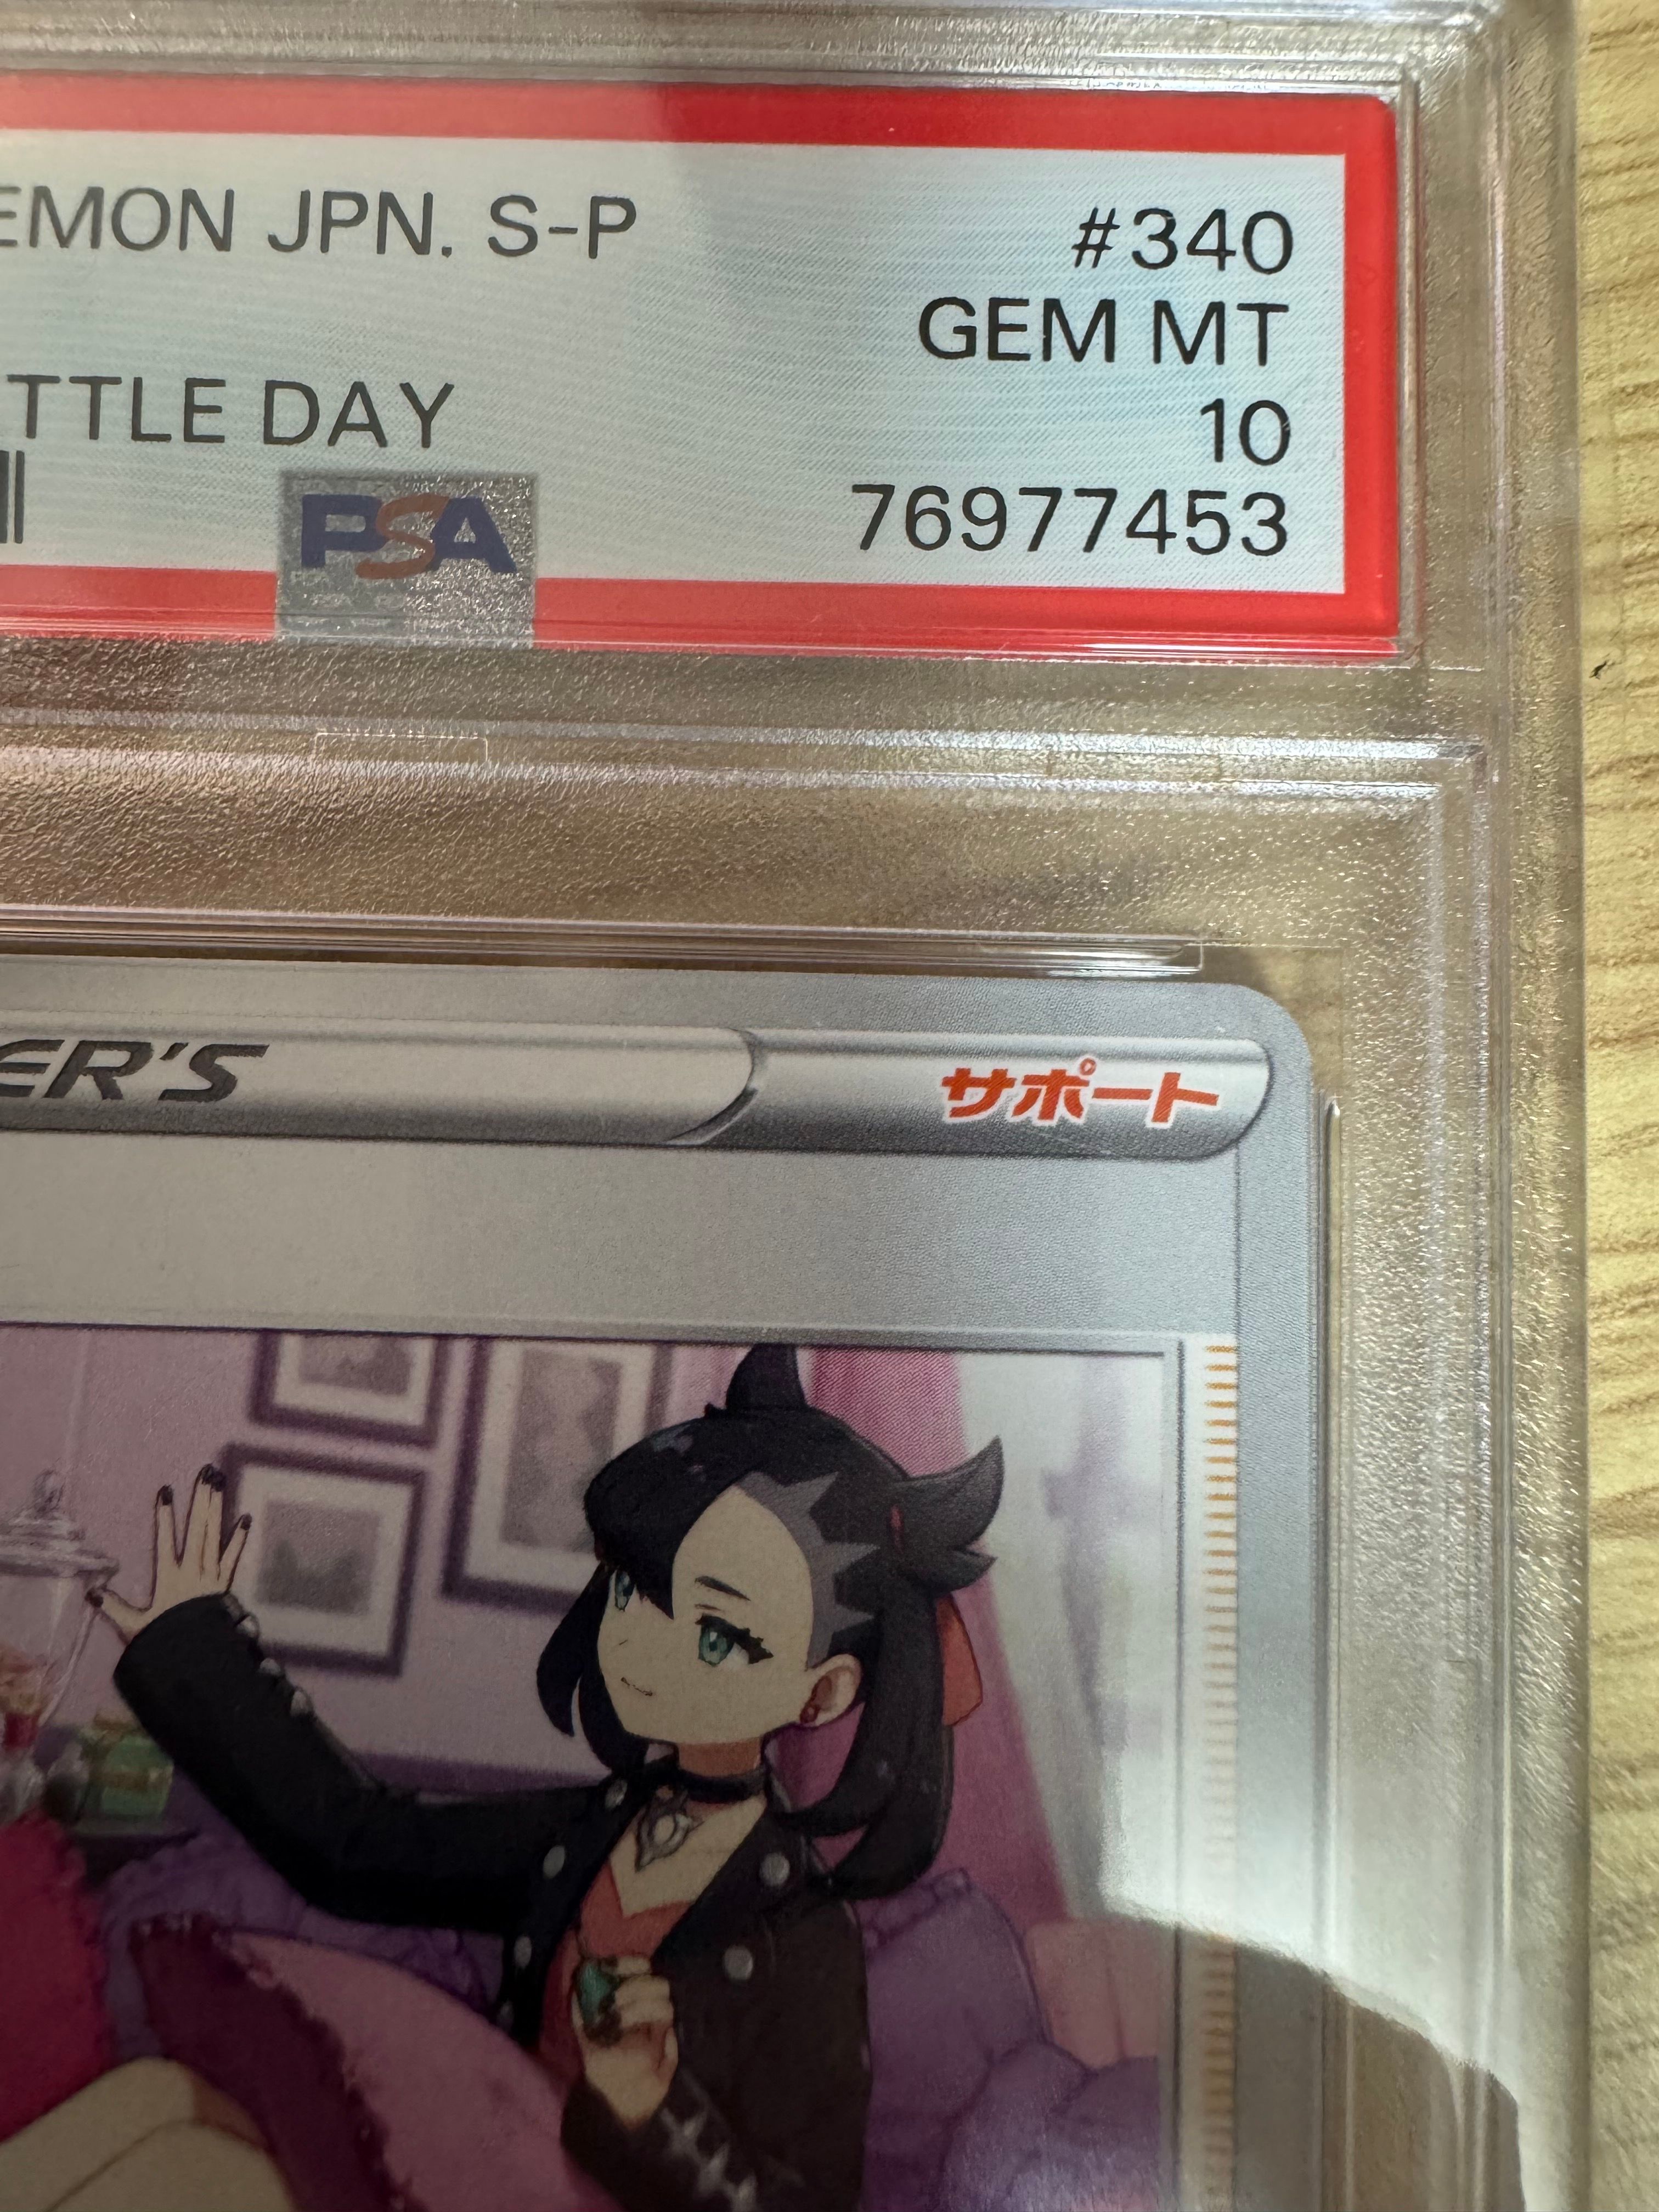 EMON JPN. S-P
#340
GEM MT
TTLE DAY
10
PSA
76977453
ER'S
サポート